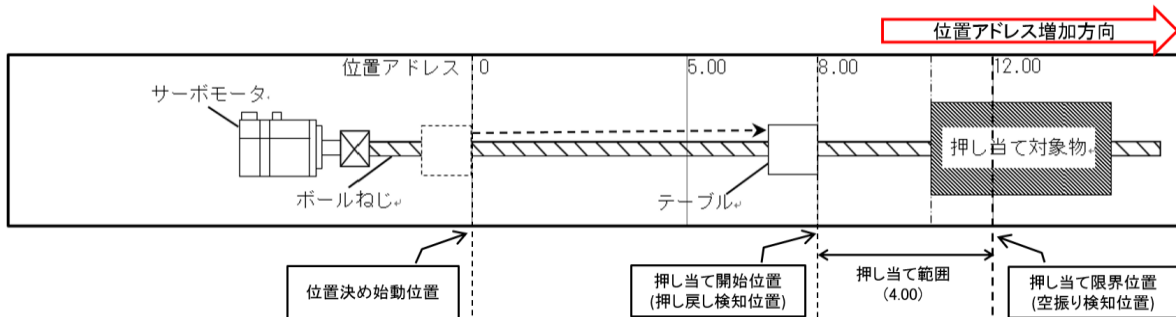 位置アドレス増加方向
位置アドレス 0 5.00 8.00 12.00
サーボモータ
押し当て対象物
ボールねじ
テーブル
位置決め始動位置
押し当て開始位置
(押し戻し検知位置)
押し当て範囲
(4.00)
押し当て限界位置
(空振り検知位置)